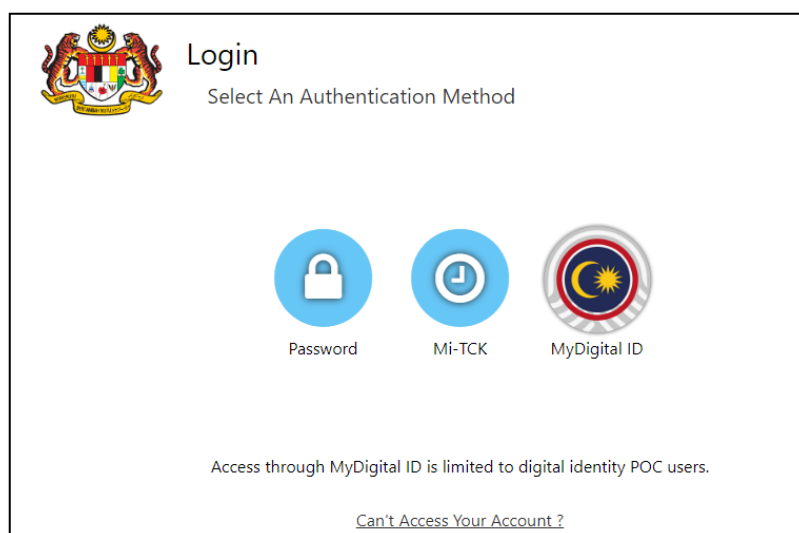 Login
Select An Authentication Method
Password
Mi-TCK
MyDigital ID
Access through MyDigital ID is limited to digital identity POC users.
Can't Access Your Account ?